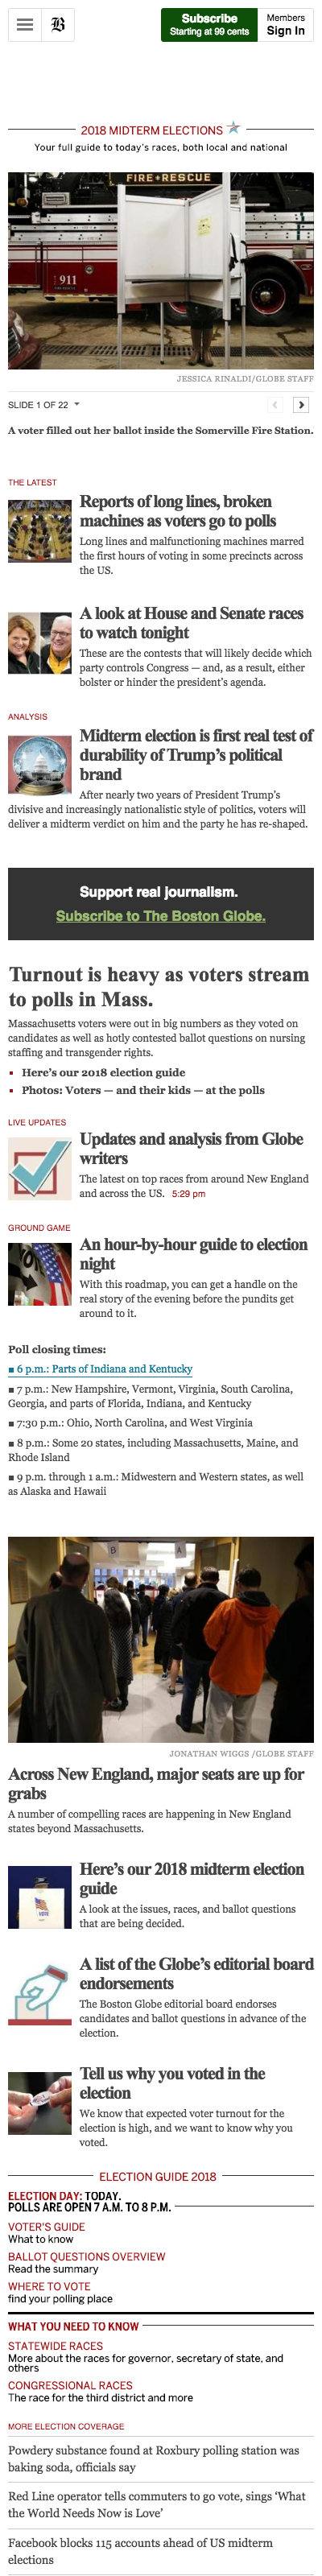 B
Subscribe
Starting at 99 cents
Members
Sign In
2018 MIDTERM ELECTIONS
Your full guide to today's races, both local and national
FIRE★RESCUE
911
JESSICA RINALDI/GLOBE STAFF
SLIDE 1 OF 22
A voter filled out her ballot inside the Somerville Fire Station.
THE LATEST
Reports of long lines, broken
machines as voters go to polls
Long lines and malfunctioning machines marred
the first hours of voting in some precincts across
the US.
A look at House and Senate races
to watch tonight
These are the contests that will likely decide which
party controls Congress — and, as a result, either
bolster or hinder the president's agenda.
ANALYSIS
Midterm election is first real test of
durability of Trump's political
brand
After nearly two years of President Trump's
divisive and increasingly nationalistic style of politics, voters will
deliver a midterm verdict on him and the party he has re-shaped.
Support real journalism.
Subscribe to The Boston Globe.
Turnout is heavy as voters stream
to polls in Mass.
Massachusetts voters were out in big numbers as they voted on
candidates as well as hotly contested ballot questions on nursing
staffing and transgender rights.
Here's our 2018 election guide
Photos: Voters — and their kids — at the polls
LIVE UPDATES
Updates and analysis from Globe
writers
The latest on top races from around New England
and across the US. 5:29 pm
GROUND GAME
An hour-by-hour guide to election
night
With this roadmap, you can get a handle on the
real story of the evening before the pundits get
around to it.
Poll closing times:
■ 6 p.m.: Parts of Indiana and Kentucky
■ 7 p.m.: New Hampshire, Vermont, Virginia, South Carolina,
Georgia, and parts of Florida, Indiana, and Kentucky
■ 7:30 p.m.: Ohio, North Carolina, and West Virginia
■ 8 p.m.: Some 20 states, including Massachusetts, Maine, and
Rhode Island
■ 9 p.m. through 1 a.m.: Midwestern and Western states, as well
as Alaska and Hawaii
B
A
JONATHAN WIGGS /GLOBE STAFF
Across New England, major seats are up for
grabs
A number of compelling races are happening in New England
states beyond Massachusetts.
Here's our 2018 midterm election
guide
A look at the issues, races, and ballot questions
that are being decided.
VOTE
A list of the Globe's editorial board
endorsements
The Boston Globe editorial board endorses
candidates and ballot questions in advance of the
election.
Tell us why you voted in the
election
We know that expected voter turnout for the
election is high, and we want to know why you
voted.
ELECTION GUIDE 2018
ELECTION DAY: TODAY.
POLLS ARE OPEN 7 A.M. TO 8 P.M.
VOTER'S GUIDE
What to know
BALLOT QUESTIONS OVERVIEW
Read the summary
WHERE TO VOTE
find your polling place
WHAT YOU NEED TO KNOW
STATEWIDE RACES
More about the races for governor, secretary of state, and
others
CONGRESSIONAL RACES
The race for the third district and more
MORE ELECTION COVERAGE
Powdery substance found at Roxbury polling station was
baking soda, officials say
Red Line operator tells commuters to go vote, sings 'What
the World Needs Now is Love'
Facebook blocks 115 accounts ahead of US midterm
elections